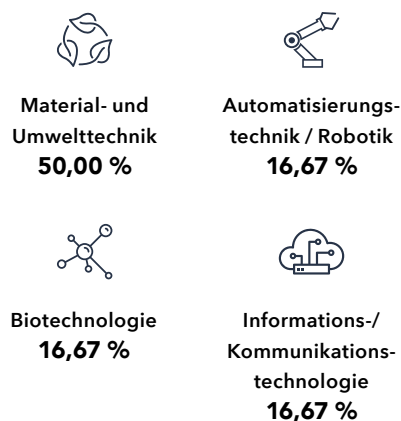 Material- und
Umwelttechnik
50,00 %
Automatisierungs-
technik / Robotik
16,67 %
Biotechnologie
16,67 %
Informations-/
Kommunikations-
technologie
16,67 %